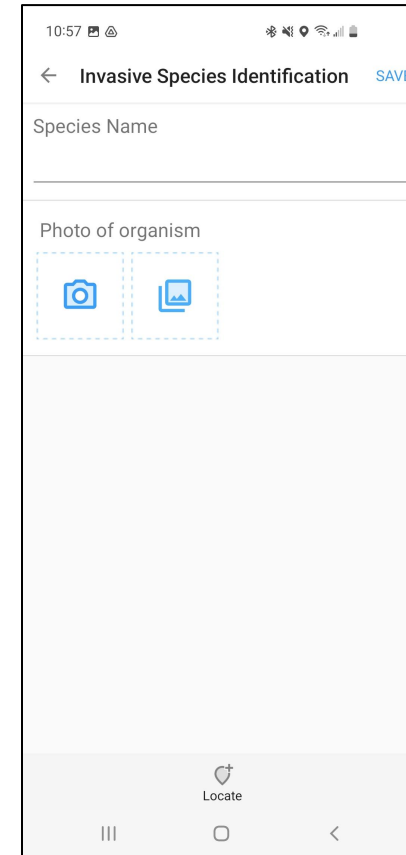 10:57
Invasive Species Identification SAVE
Species Name
Photo of organism
Locate